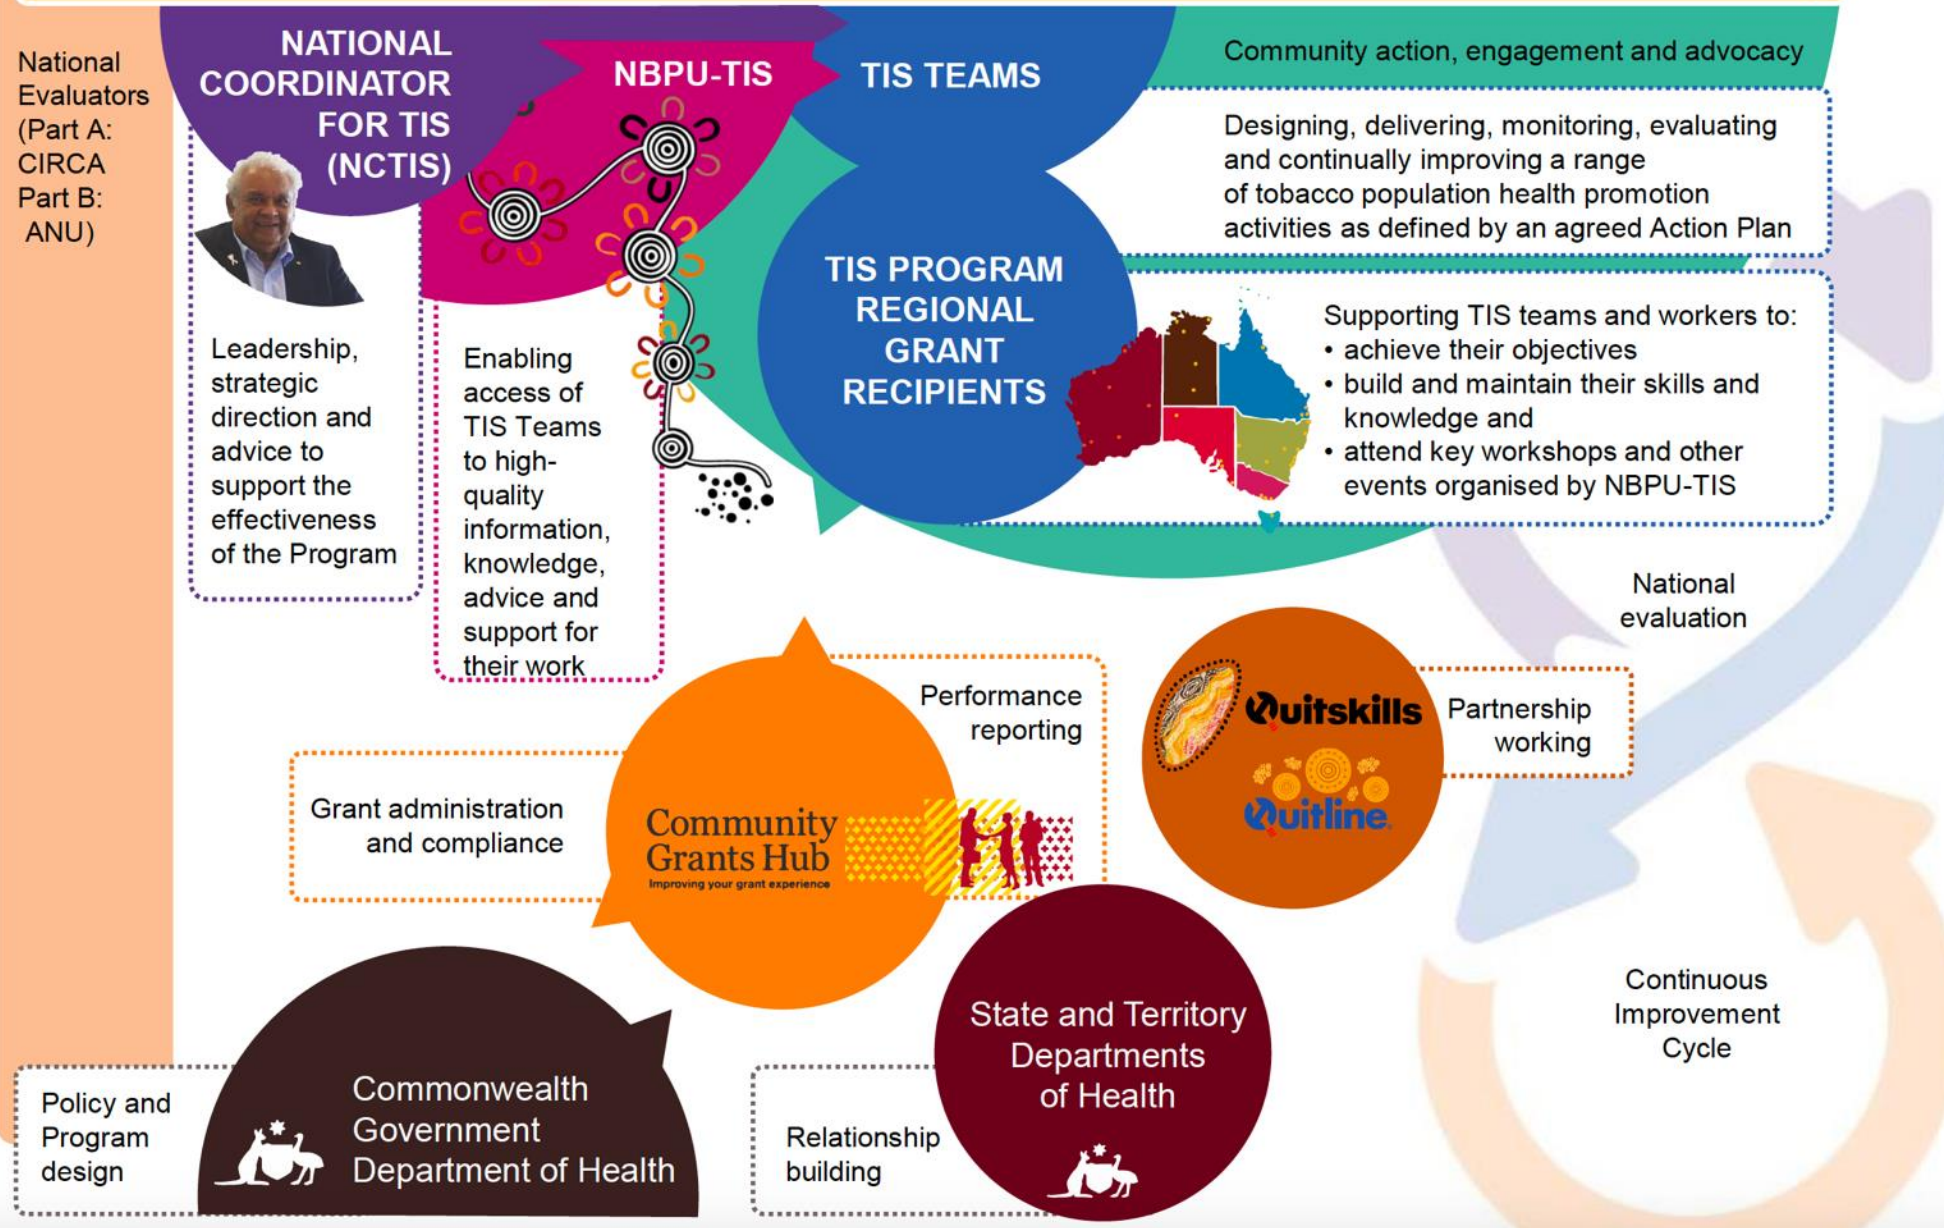 National
Evaluators
(Part A:
CIRCA
Part B:
ANU)
NATIONAL
COORDINATOR
FOR TIS
(NCTIS)
Leadership,
strategic
direction and
advice to
support the
effectiveness
of the Program
NBPU-TIS
Enabling
access of
TIS Teams
to high-
quality
information,
knowledge,
advice and
support for
their work
TIS TEAMS
Community action, engagement and advocacy
Designing, delivering, monitoring, evaluating
and continually improving a range
of tobacco population health promotion
activities as defined by an agreed Action Plan
TIS PROGRAM
REGIONAL
GRANT
RECIPIENTS
Supporting TIS teams and workers to:
• achieve their objectives
• build and maintain their skills and
knowledge and
• attend key workshops and other
events organised by NBPU-TIS
National
evaluation
Performance
reporting
Grant administration
and compliance
Community
Grants Hub
Improving your grant experience
Quitskills
Quitline
Partnership
working
State and Territory
Departments
of Health
Relationship
building
Continuous
Improvement
Cycle
Policy and
Program
design
Commonwealth
Government
Department of Health